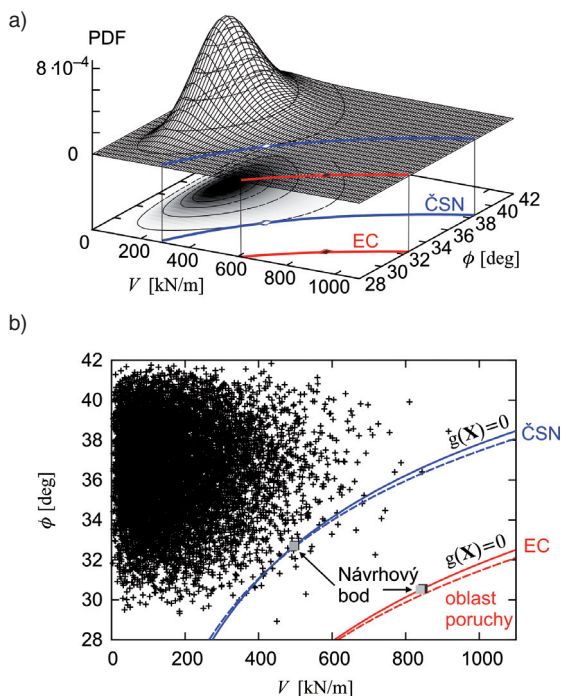 a)
PDF
8·10⁻⁴
0
0
200
400
600
800
1000
V [kN/m]
28
30
32
34
36
38
40
42
ϕ [deg]
ČSN
EC
b)
42
40
38
36
34
32
30
28
ϕ [deg]
g(X)=0
ČSN
g(X)=0
EC
Návrhový
bod
oblast
poruchy
0
200
400
600
800
1000
V [kN/m]